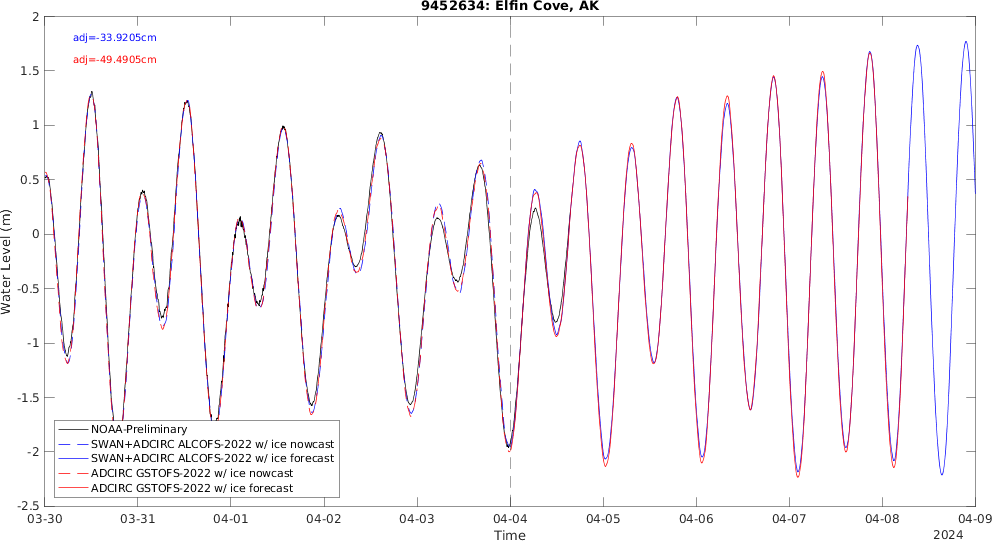 9452634: Elfin Cove, AK
adj=-33.9205cm
adj=-49.4905cm
Water Level (m)
2
1.5
1
0.5
0
-0.5
-1
-1.5
-2
-2.5
NOAA-Preliminary
SWAN+ADCIRC ALCOFS-2022 w/ ice nowcast
SWAN+ADCIRC ALCOFS-2022 w/ ice forecast
ADCIRC GSTOFS-2022 w/ ice nowcast
ADCIRC GSTOFS-2022 w/ ice forecast
03-30 03-31 04-01 04-02 04-03 04-04 04-05 04-06 04-07 04-08 04-09
Time
2024